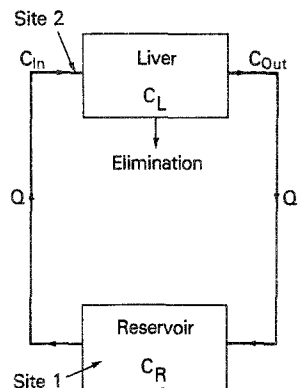 Site 2
C_In
Liver
C_Out
C_L
Elimination
Q
Q
Reservoir
Site 1
C_R